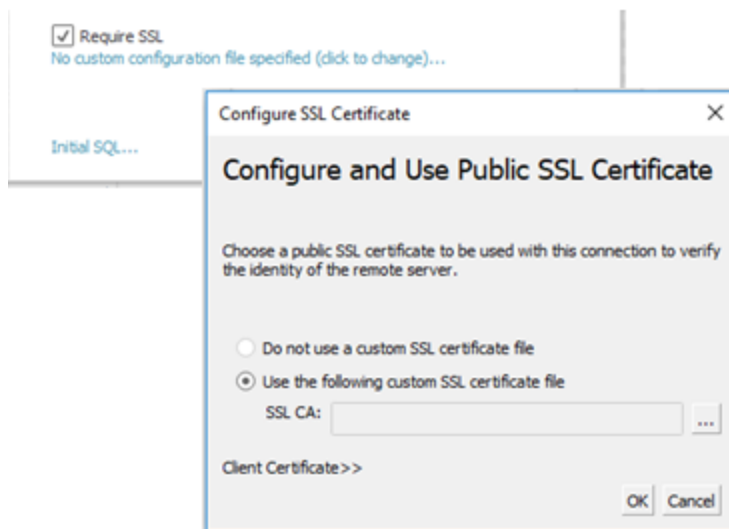 Require SSL
No custom configuration file specified (click to change)...
Initial SQL...
Configure SSL Certificate
Configure and Use Public SSL Certificate
Choose a public SSL certificate to be used with this connection to verify
the identity of the remote server.
Do not use a custom SSL certificate file
Use the following custom SSL certificate file
SSL CA:
...
Client Certificate>>
OK Cancel